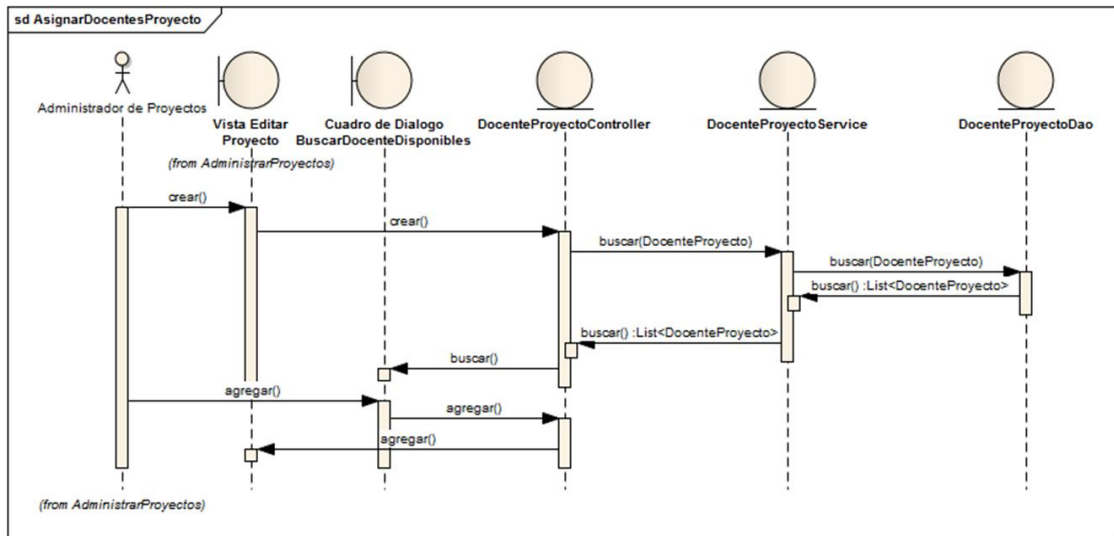 sd AsignarDocentesProyecto
Administrador de Proyectos
Vista Editar
Proyecto
(from AdministrarProyectos)
Cuadro de Dialogo
BuscarDocenteDisponibles
DocenteProyectoController
DocenteProyectoService
DocenteProyectoDao
crear()
crear()
buscar(DocenteProyecto)
buscar(DocenteProyecto)
buscar() :List<DocenteProyecto>
buscar() :List<DocenteProyecto>
buscar()
agregar()
agregar()
agregar()
(from AdministrarProyectos)